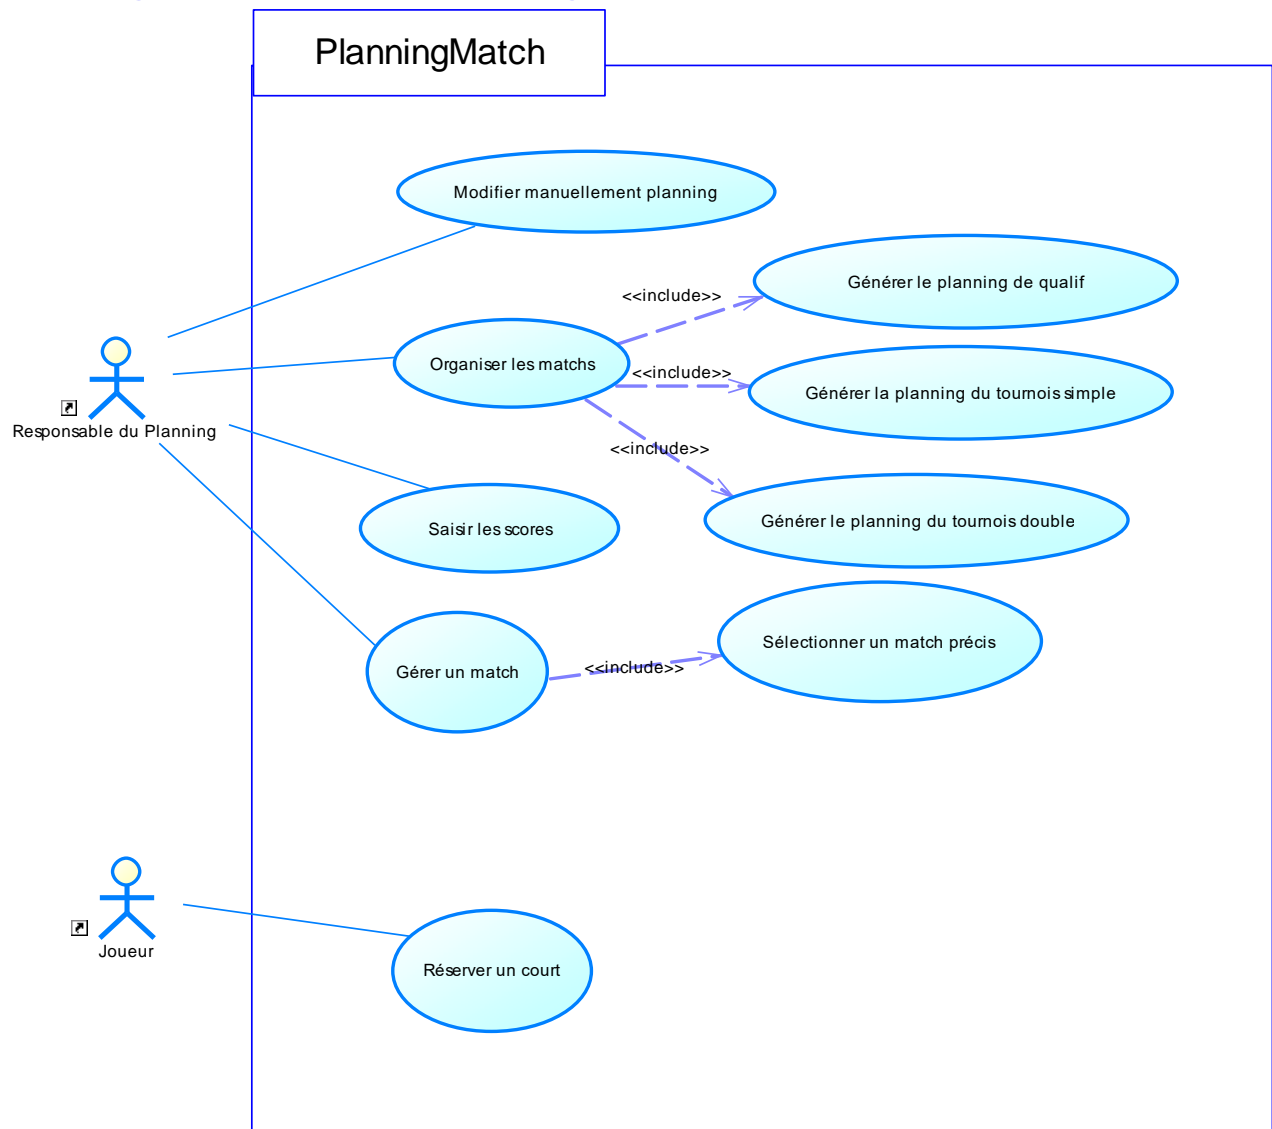 PlanningMatch
Modifier manuellement planning
Générer le planning de qualif
<<include>>
Organiser les matchs
<<include>>
Générer la planning du tournois simple
Responsable du Planning
<<include>>
Générer le planning du tournois double
Saisir les scores
Sélectionner un match précis
Gérer un match
<<include>>
Joueur
Réserver un court